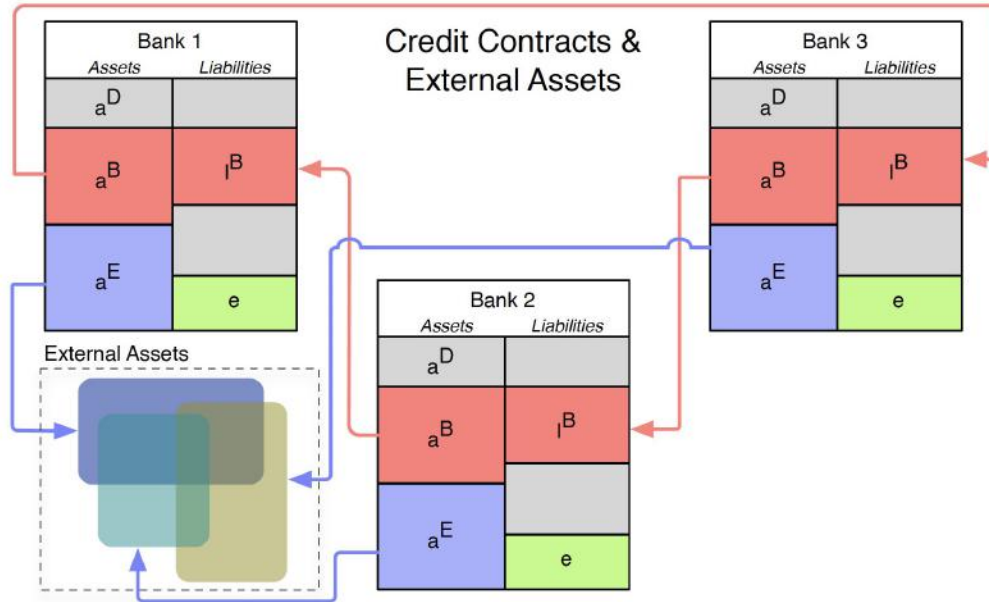 Credit Contracts &
External Assets
Bank 1
Assets Liabilities
a^D
a^B l^B
a^E
e
Bank 3
Assets Liabilities
a^D
a^B l^B
a^E
e
Bank 2
Assets Liabilities
a^D
a^B l^B
a^E
e
External Assets